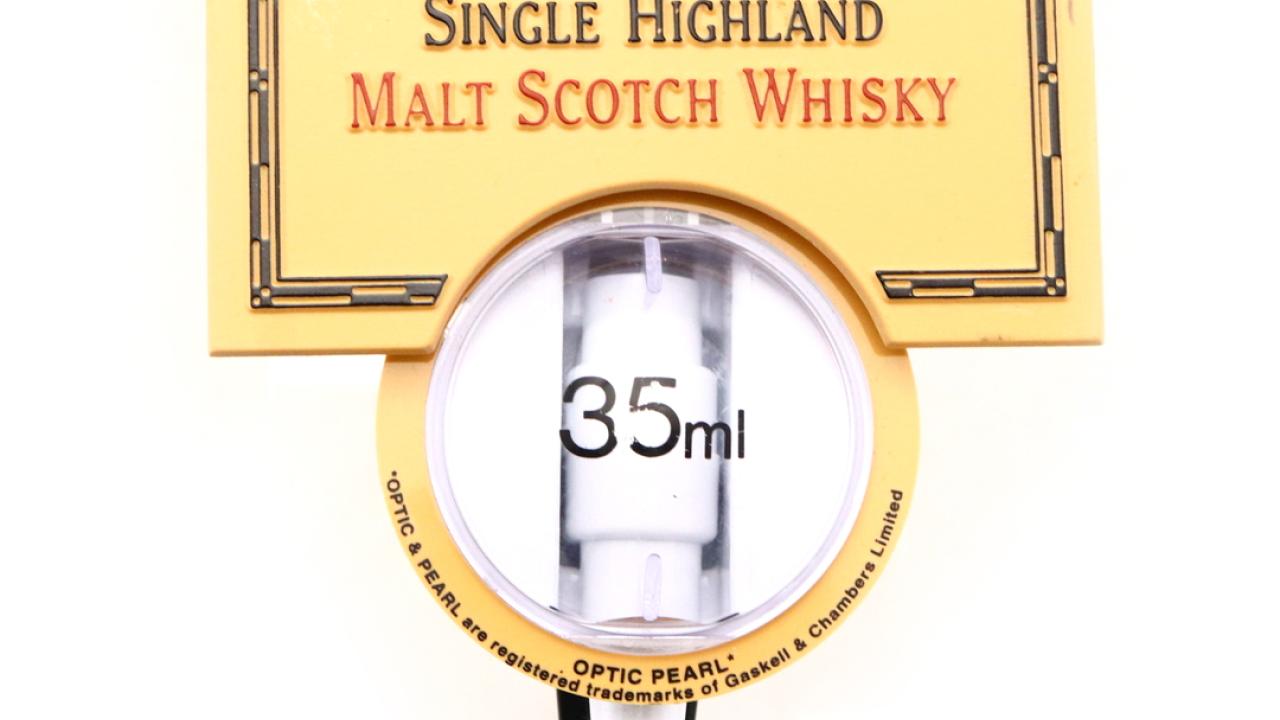 SINGLE HIGHLAND
MALT SCOTCH WHISKY
35ml
OPTIC PEARL*
*OPTIC & PEARL are registered trademarks of Gaskell & Chambers Limited